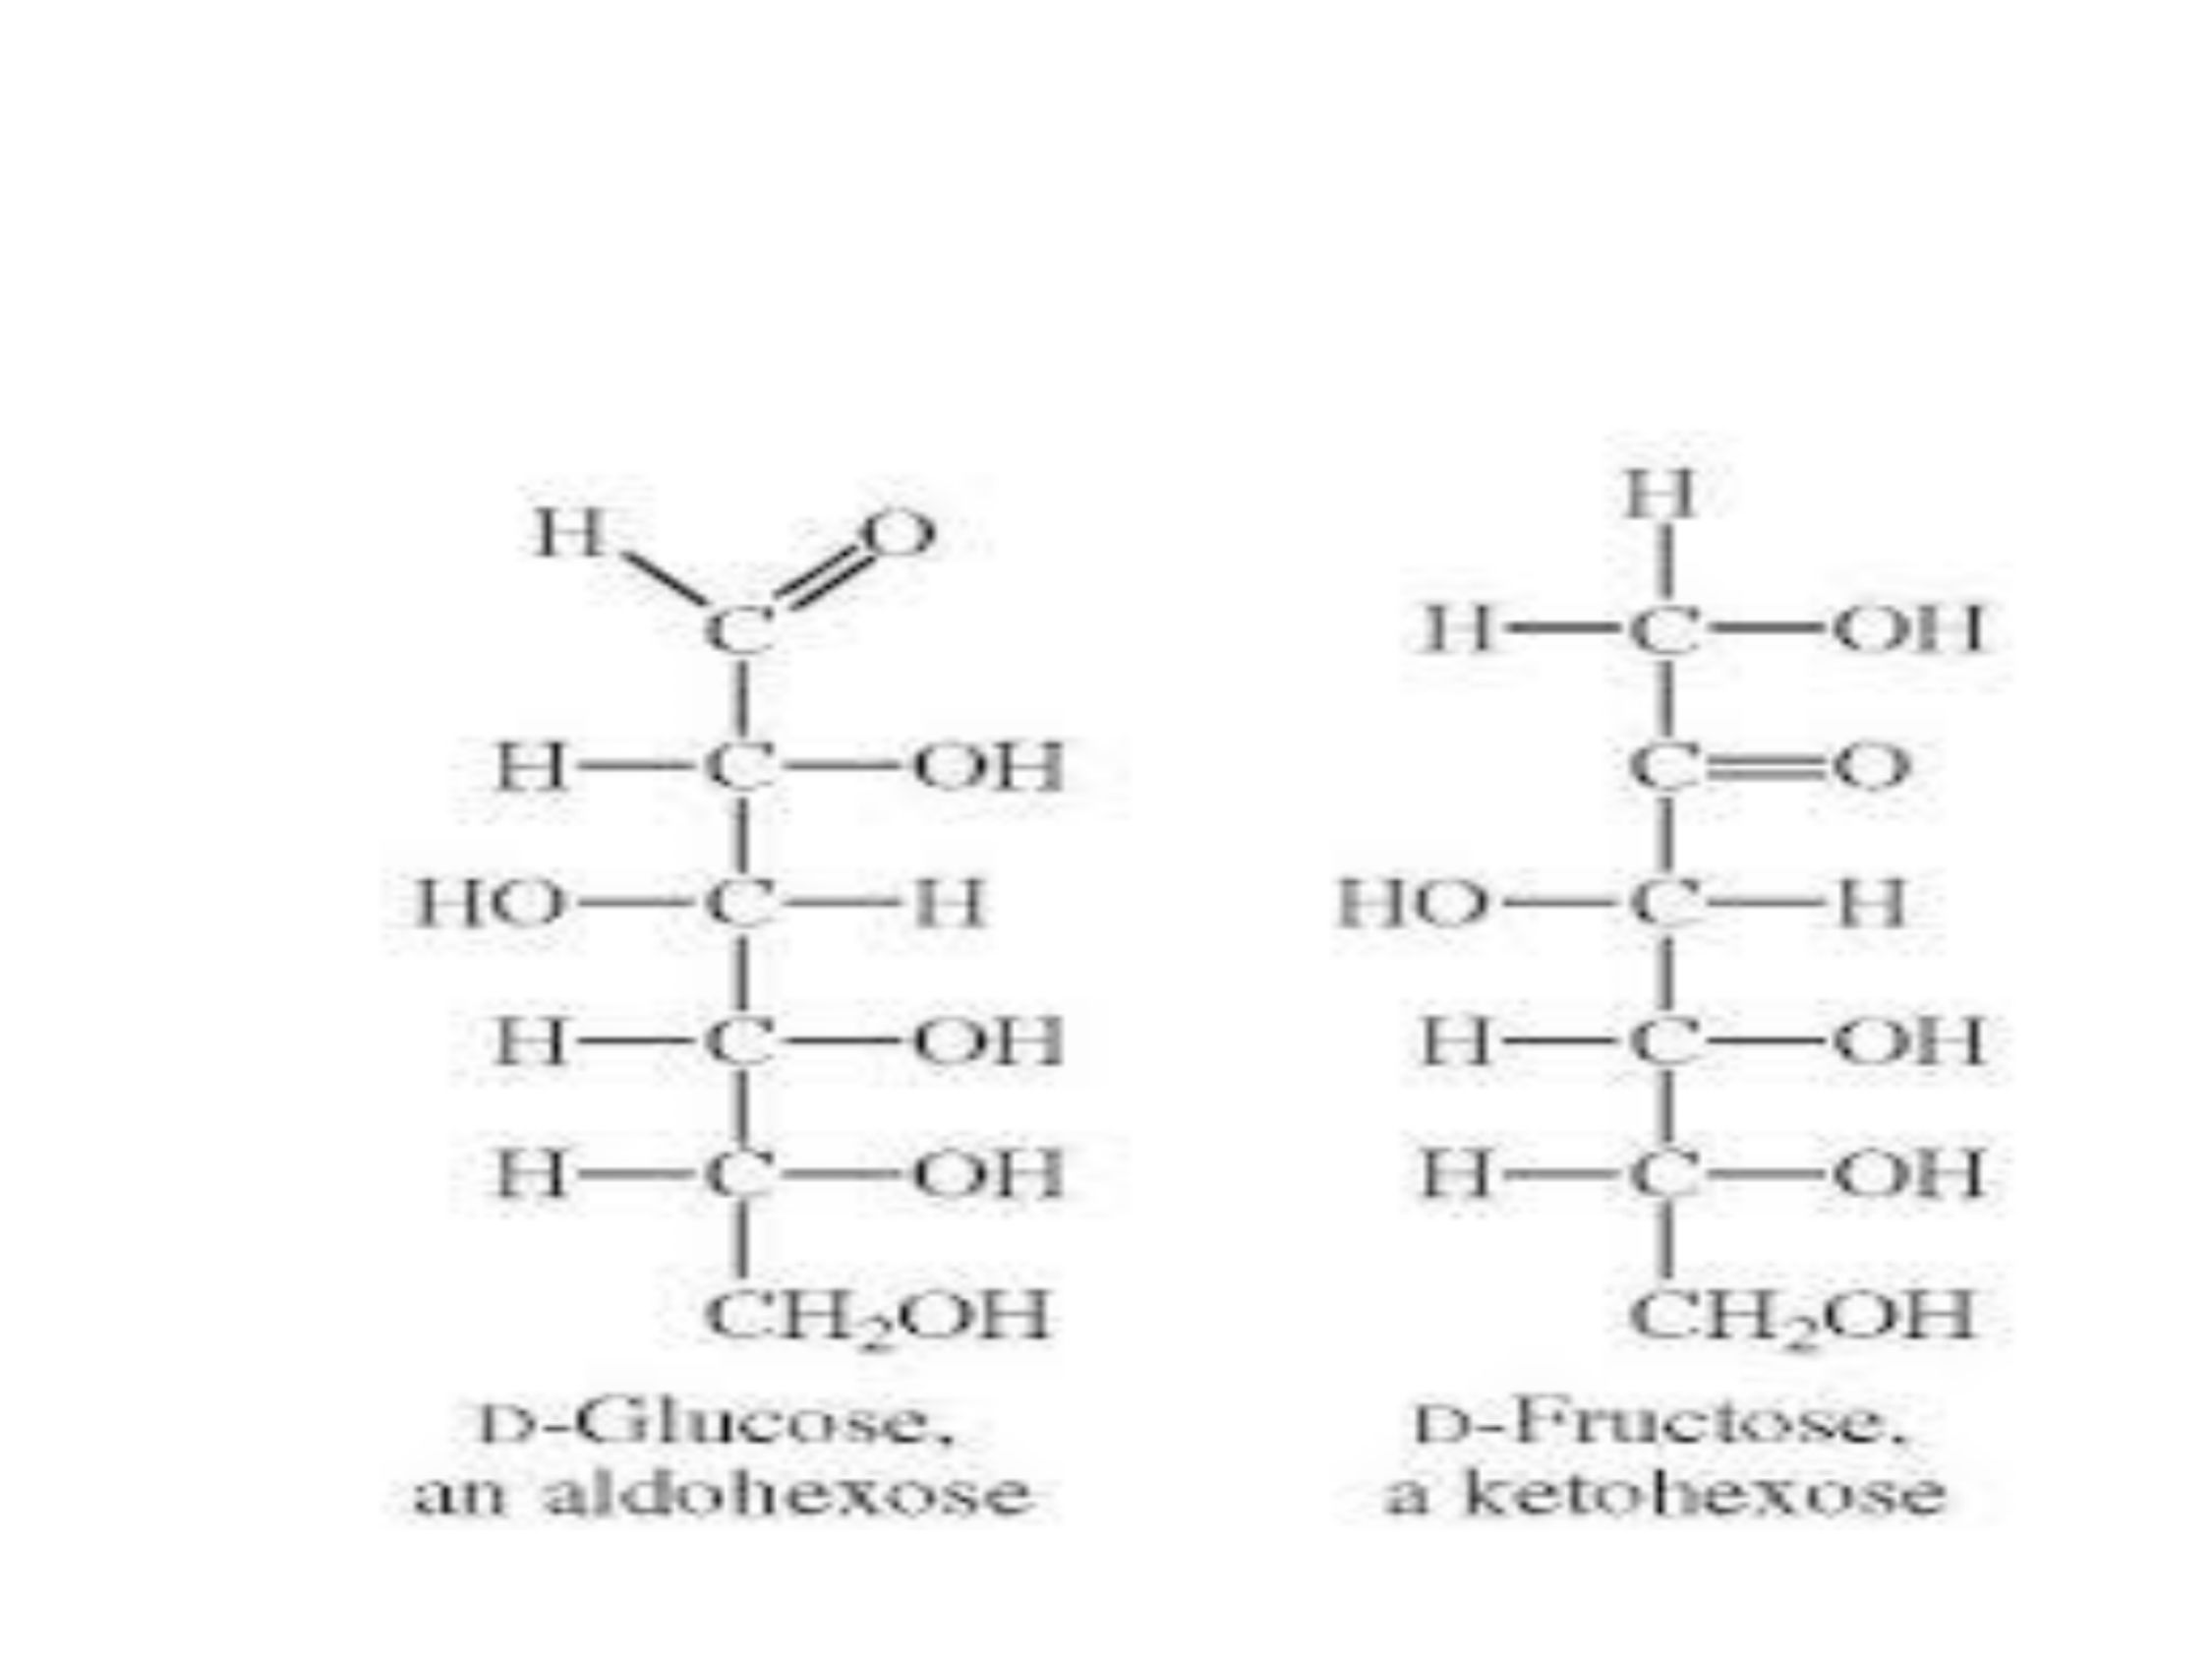 H O
C
H C OH
HO C H
H C OH
H C OH
CH₂OH
D-Glucose,
an aldohexose
H
H C OH
C O
HO C H
H C OH
H C OH
CH₂OH
D-Fructose,
a ketohexose